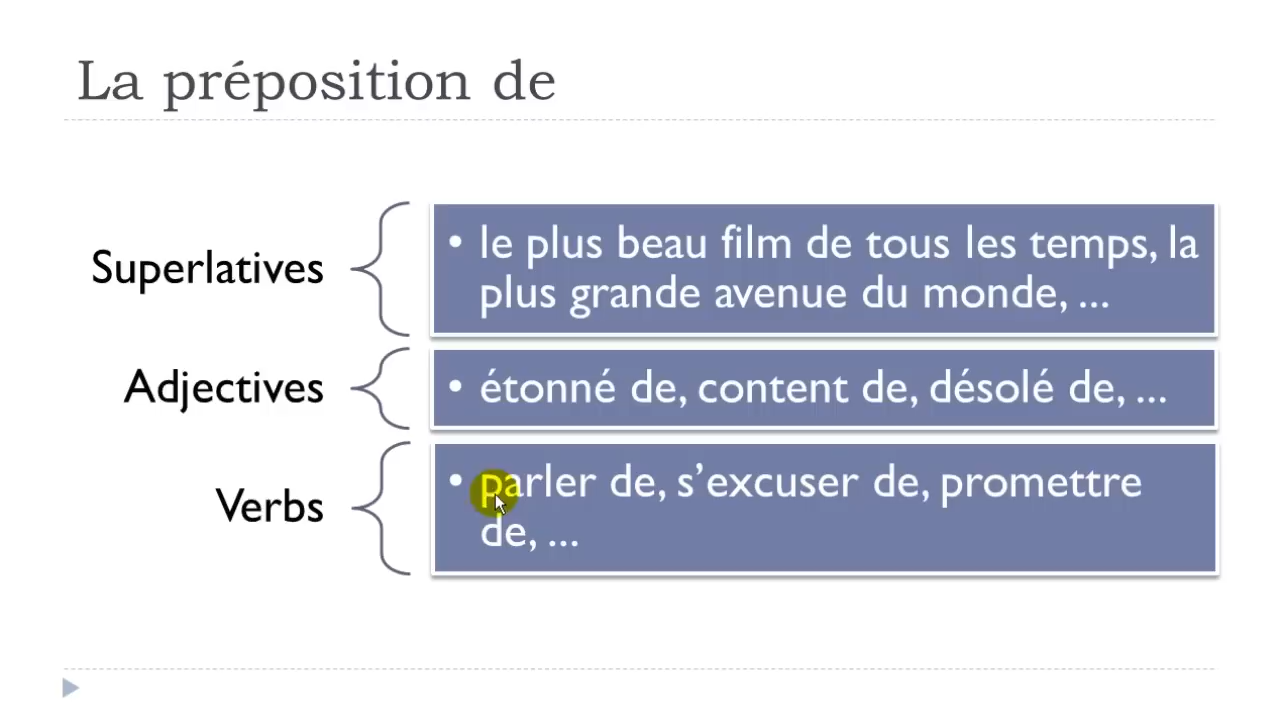 La préposition de
Superlatives
• le plus beau film de tous les temps, la
plus grande avenue du monde, ...
Adjectives
• étonné de, content de, désolé de, ...
Verbs
• parler de, s’excuser de, promettre
de, ...